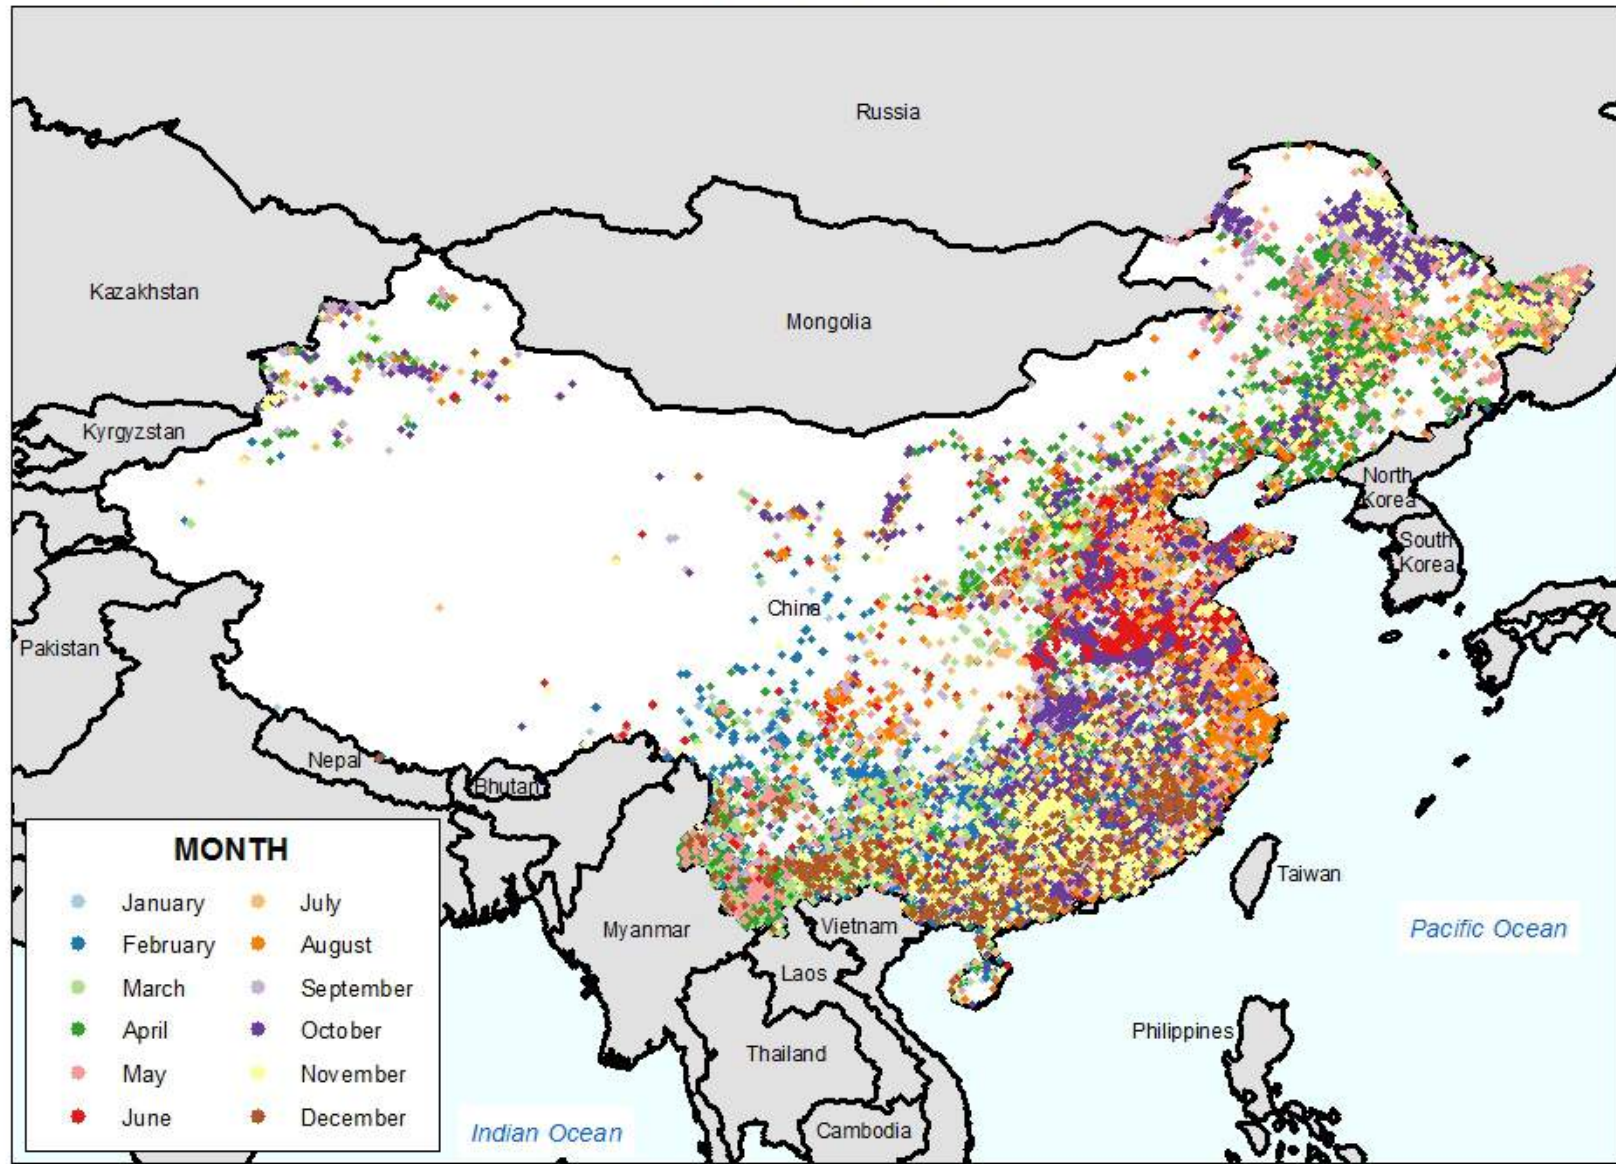 Russia
Kazakhstan
Mongolia
Kyrgyzstan
North
Korea
South
Korea
China
Pakistan
Nepal
Bhutan
Taiwan
Myanmar
Vietnam
Pacific Ocean
Laos
Philippines
Thailand
Cambodia
Indian Ocean
MONTH
January
February
March
April
May
June
July
August
September
October
November
December